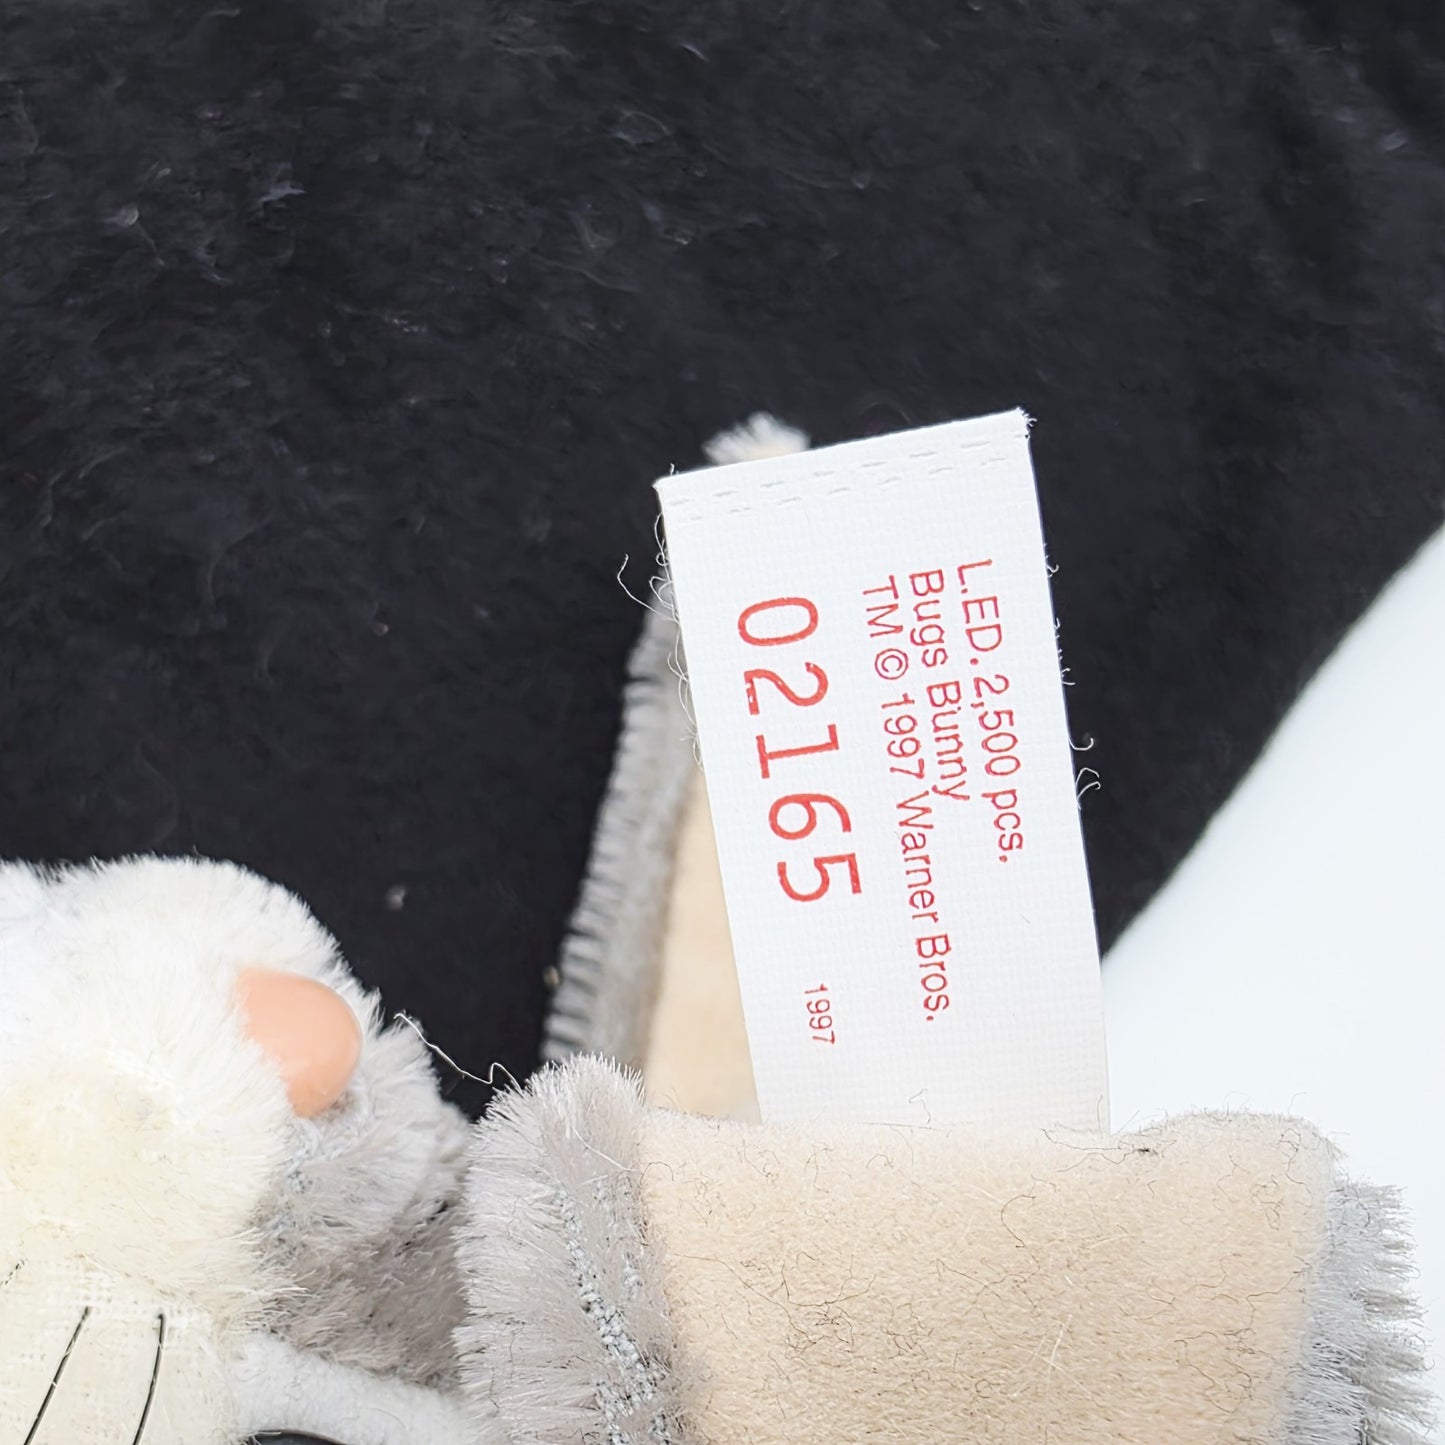 L.ED. 2,500 pcs.
Bugs Bunny
TM © 1997 Warner Bros.
02165
1997